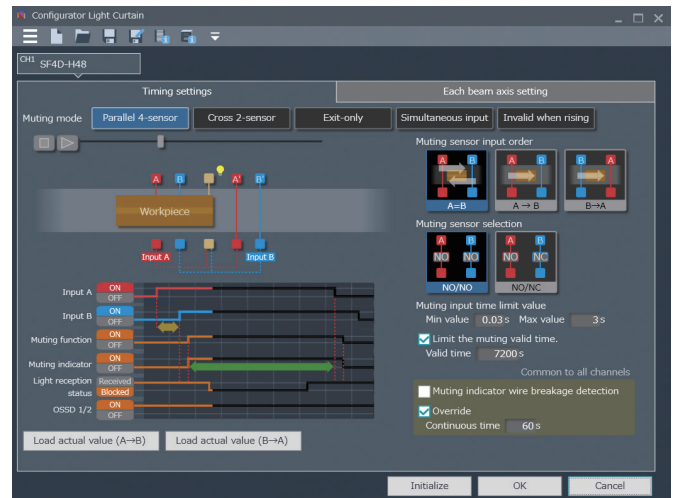 Configurator Light Curtain
CH1 SF4D-H48
Timing settings
Each beam axis setting
Muting mode
Parallel 4-sensor
Cross 2-sensor
Exit-only
Simultaneous input
Invalid when rising
A B A' B'
Workpiece
Input A
Input B
Muting sensor input order
A B
A=B
A B
A → B
B A
B→A
Muting sensor selection
A B
NO NO
NO/NO
A B
NO NC
NO/NC
Muting input time limit value
Min value 0.03 s Max value 3 s
Limit the muting valid time.
Valid time 7200 s
Common to all channels
Muting indicator wire breakage detection
Override
Continuous time 60 s
Input A ON
OFF
Input B ON
OFF
Muting function ON
OFF
Muting indicator ON
OFF
Light reception status Received
Blocked
OSSD 1/2 ON
OFF
Load actual value (A→B)
Load actual value (B→A)
Initialize
OK
Cancel